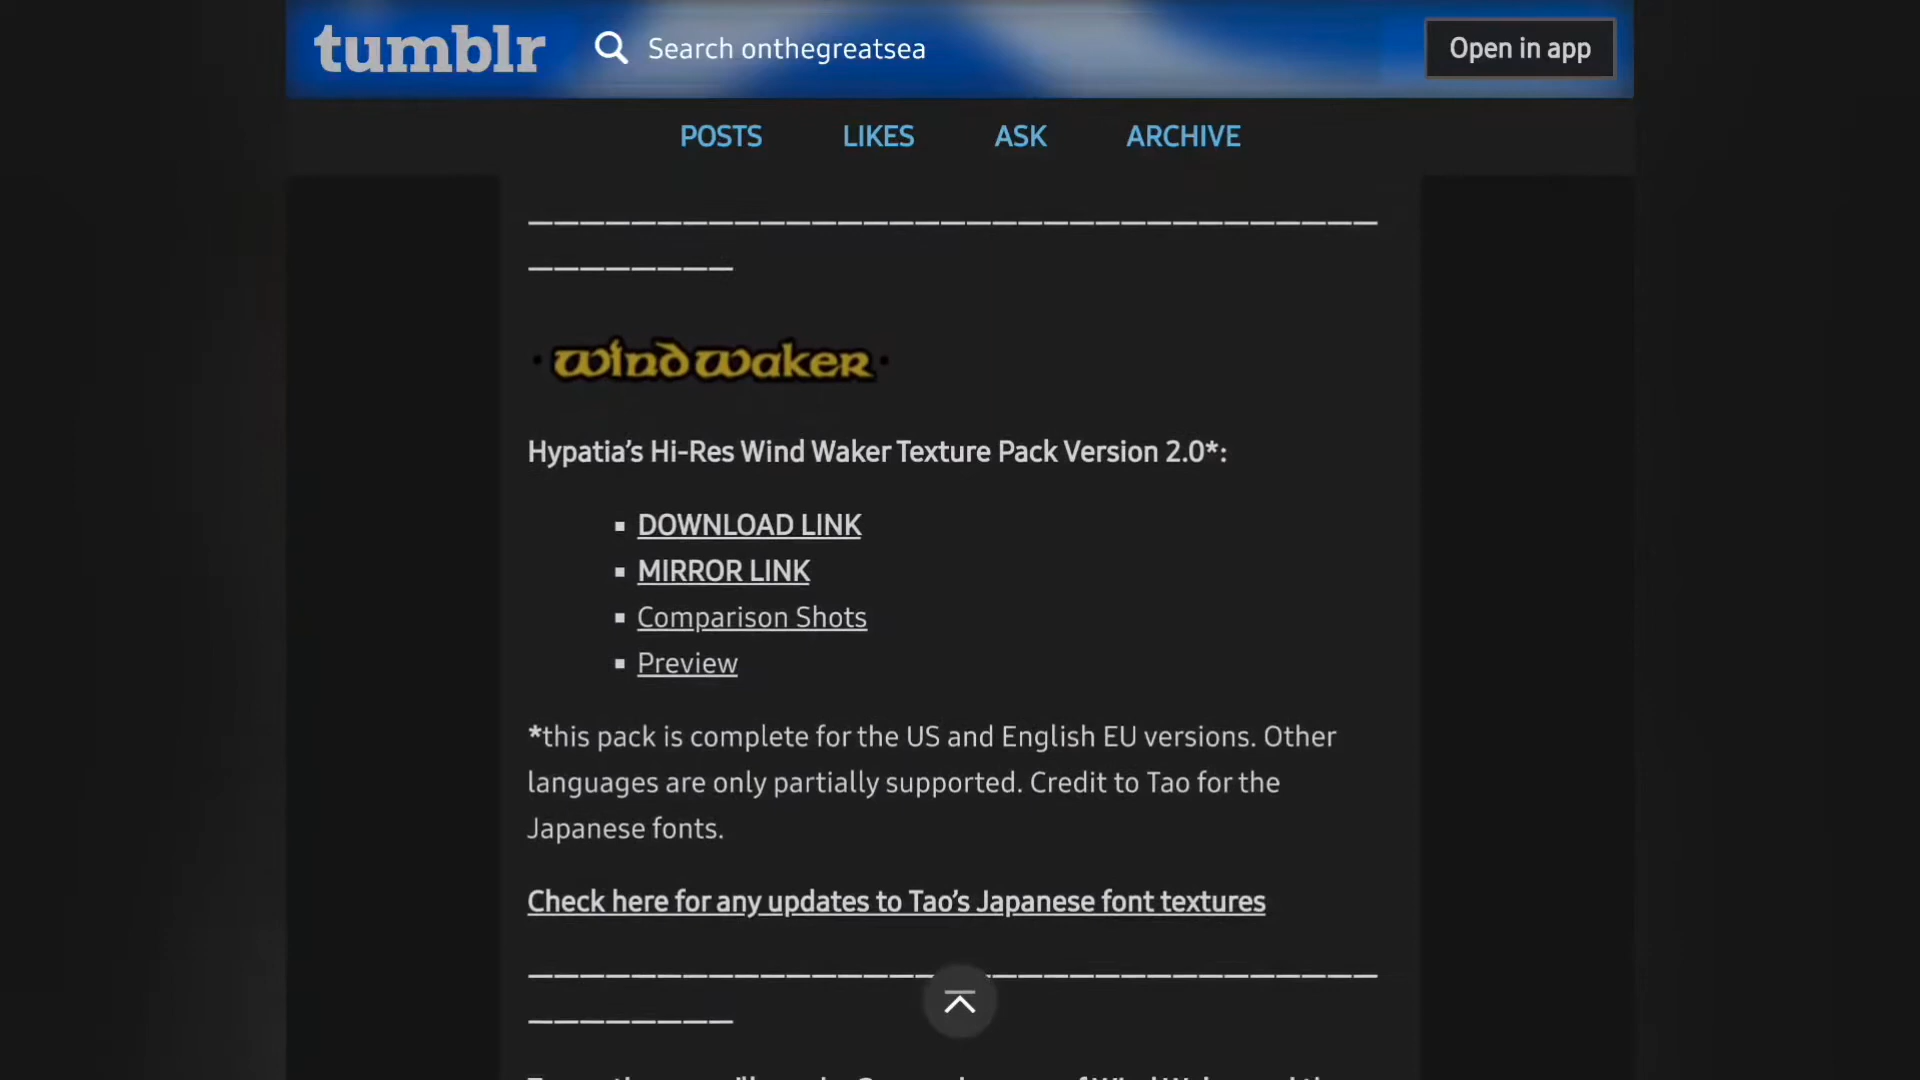 tumblr
Search onthegreatsea
Open in app
POSTS LIKES ASK ARCHIVE
—————————————————————————————————
————————
wind waker
Hypatia’s Hi-Res Wind Waker Texture Pack Version 2.0*:
▪ DOWNLOAD LINK
▪ MIRROR LINK
▪ Comparison Shots
▪ Preview
*this pack is complete for the US and English EU versions. Other
languages are only partially supported. Credit to Tao for the
Japanese fonts.
Check here for any updates to Tao’s Japanese font textures
—————————————————————————————————
————————